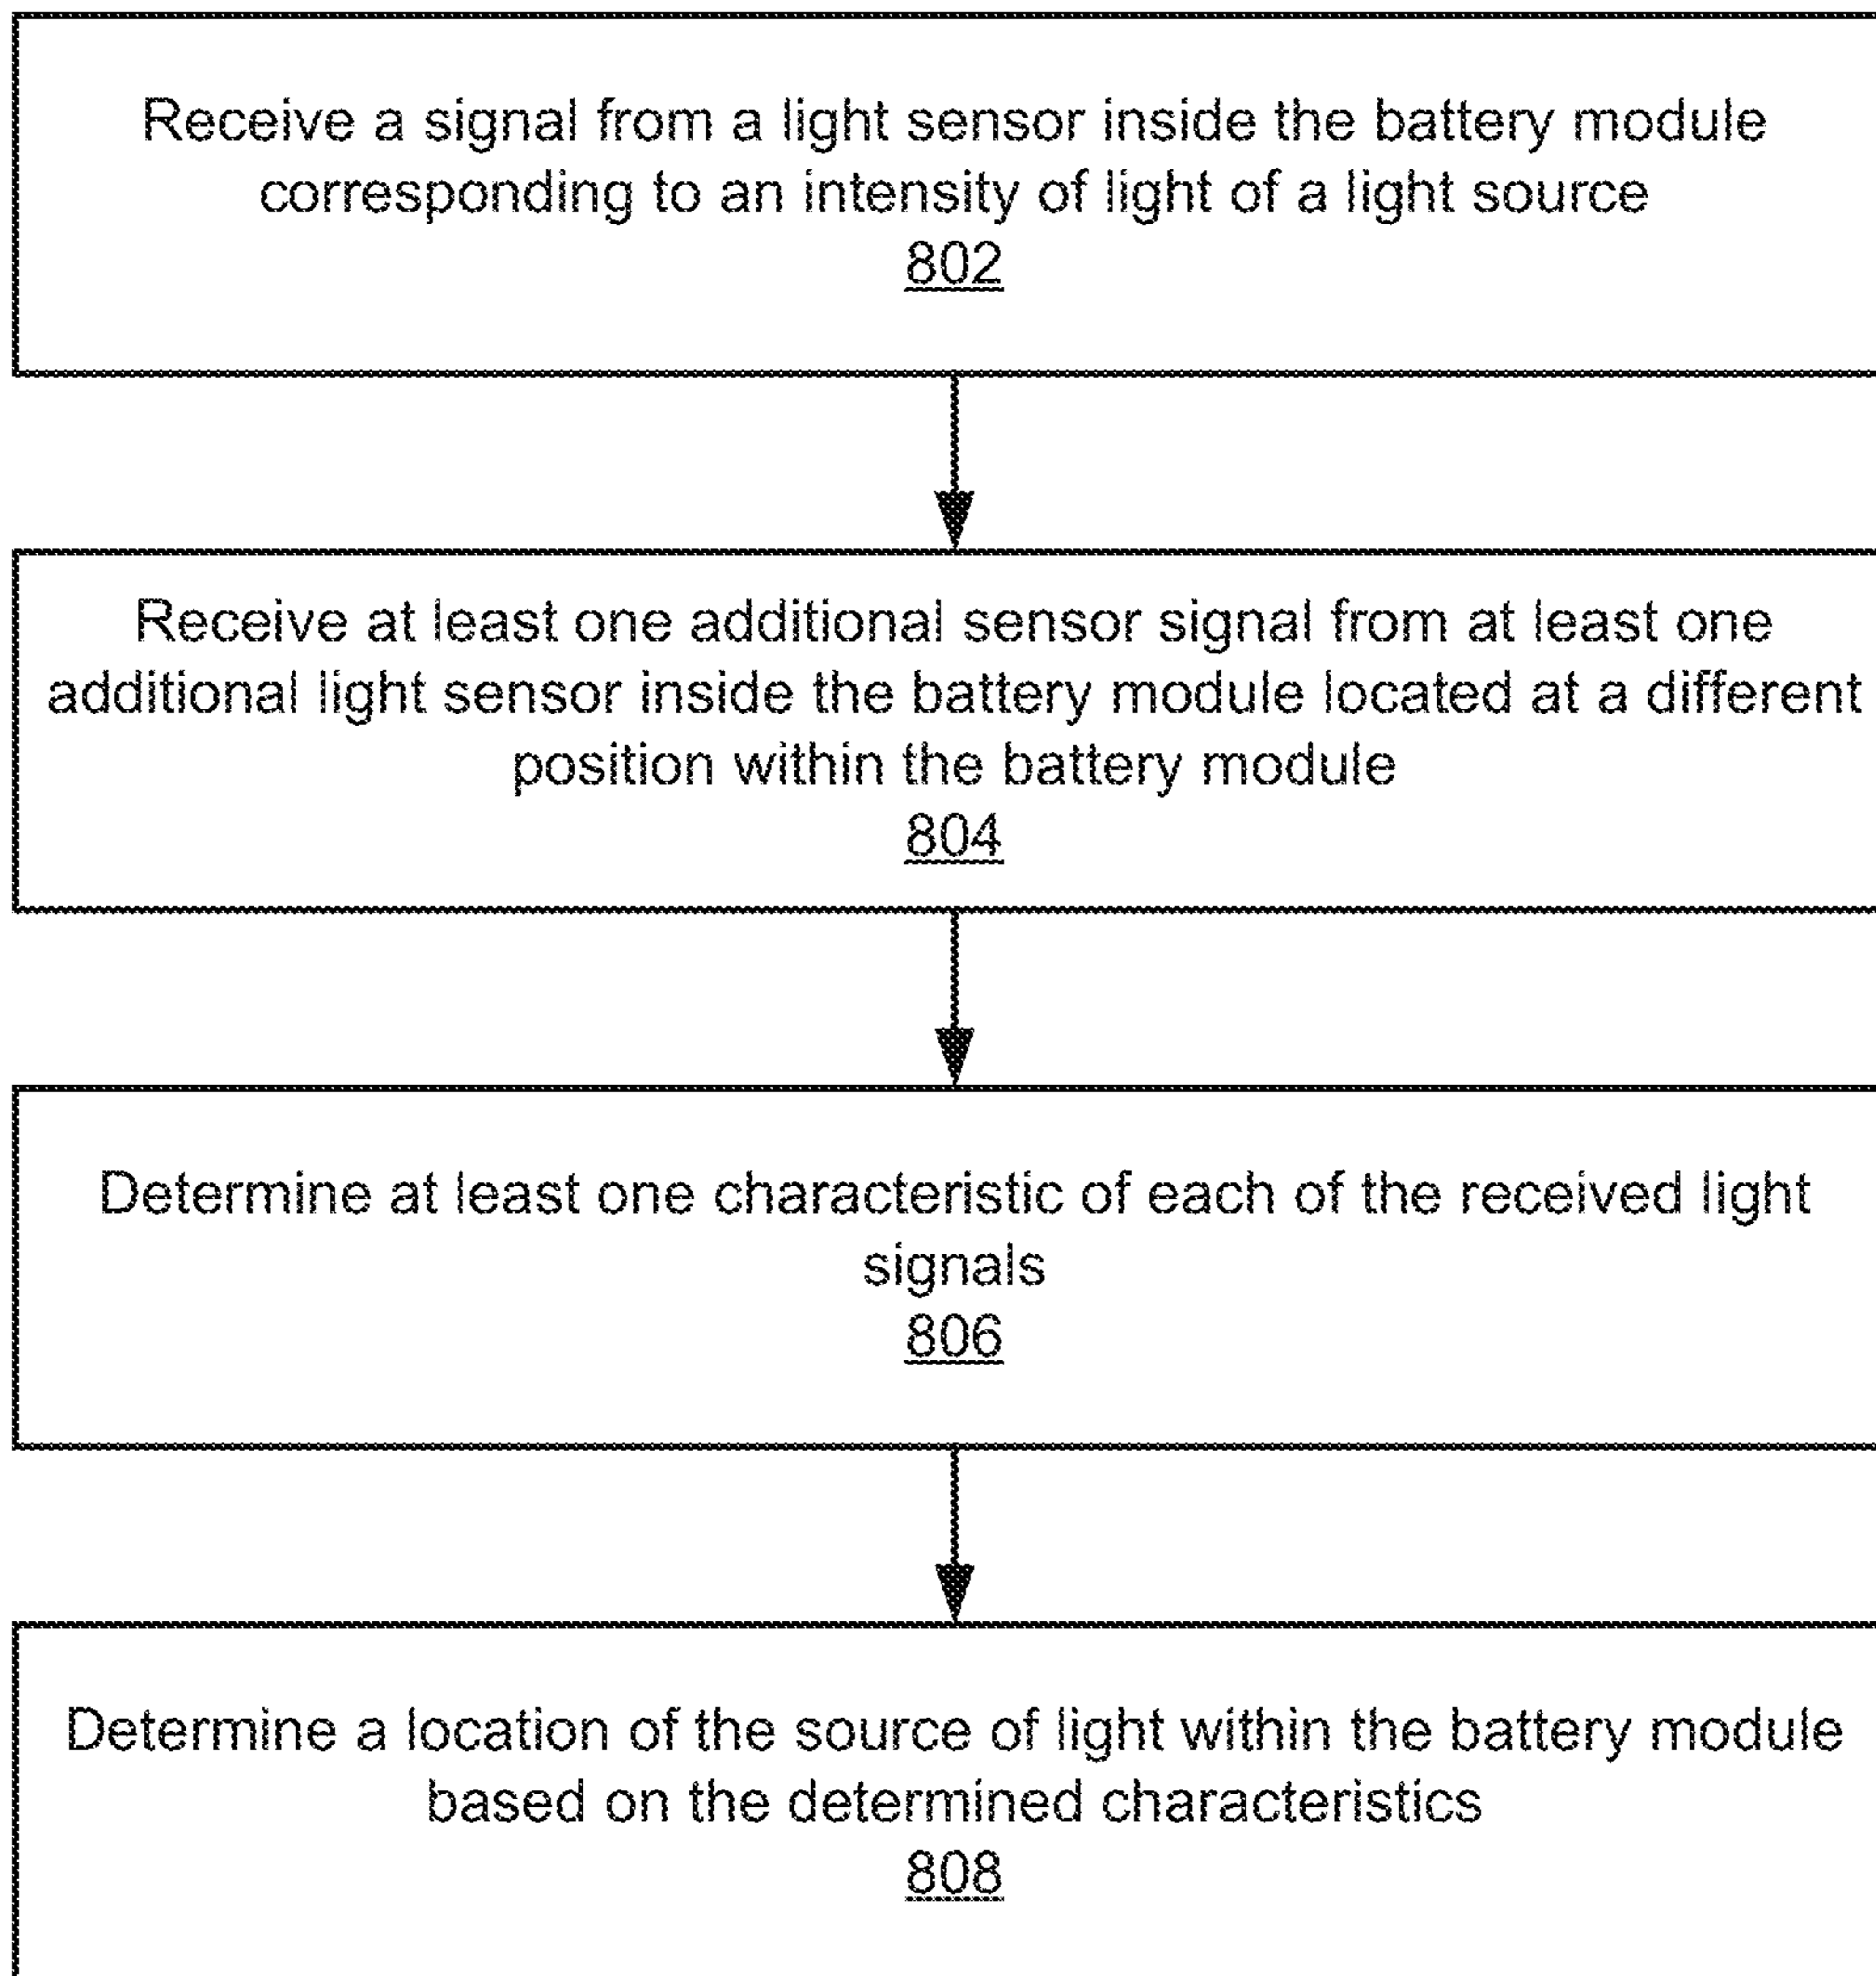 Receive a signal from a light sensor inside the battery module
corresponding to an intensity of light of a light source
802
Receive at least one additional sensor signal from at least one
additional light sensor inside the battery module located at a different
position within the battery module
804
Determine at least one characteristic of each of the received light
signals
806
Determine a location of the source of light within the battery module
based on the determined characteristics
808